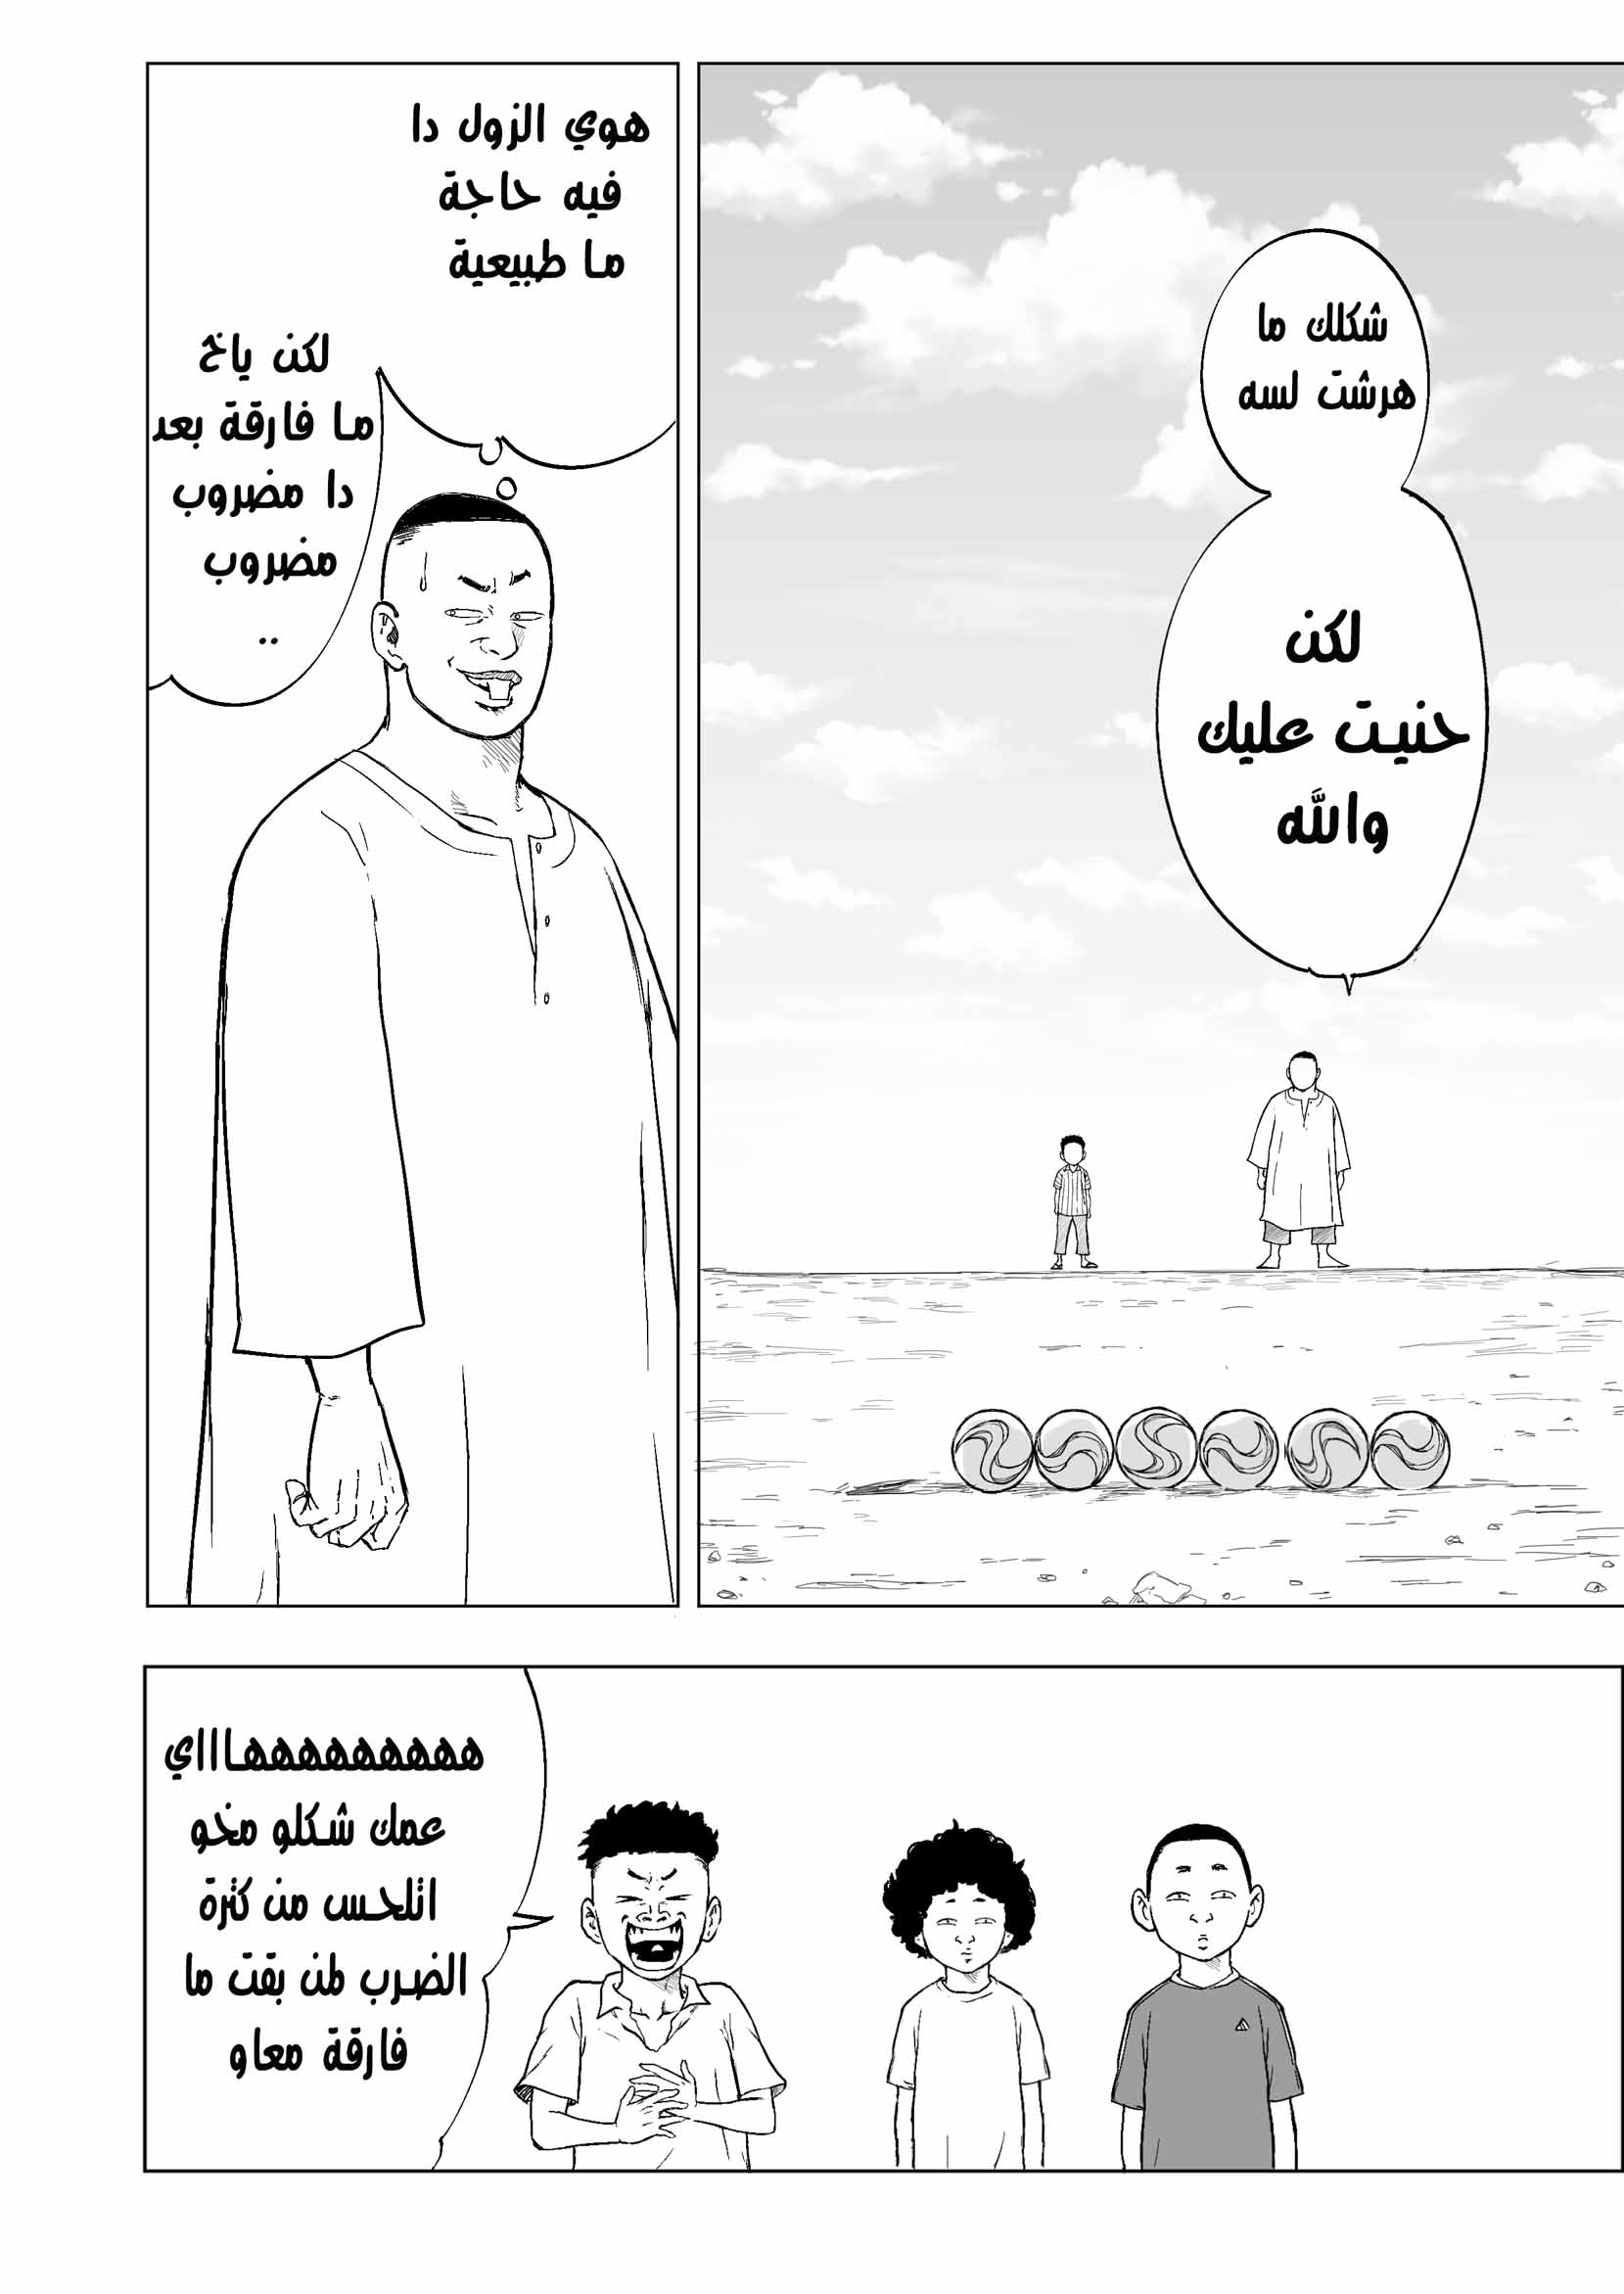 شكلك ما
هرشت لسه
لكن
حنيت عليك
والله
هوي الزول دا
فيه حاجة
ما طبيعية
لكن ياخ
ما فارقة بعد
دا مضروب
مضروب
..
ههههههههههاااي
عمك شكلو مخو
اتلحس من كترة
الضرب لمن بقت ما
فارقة معاو